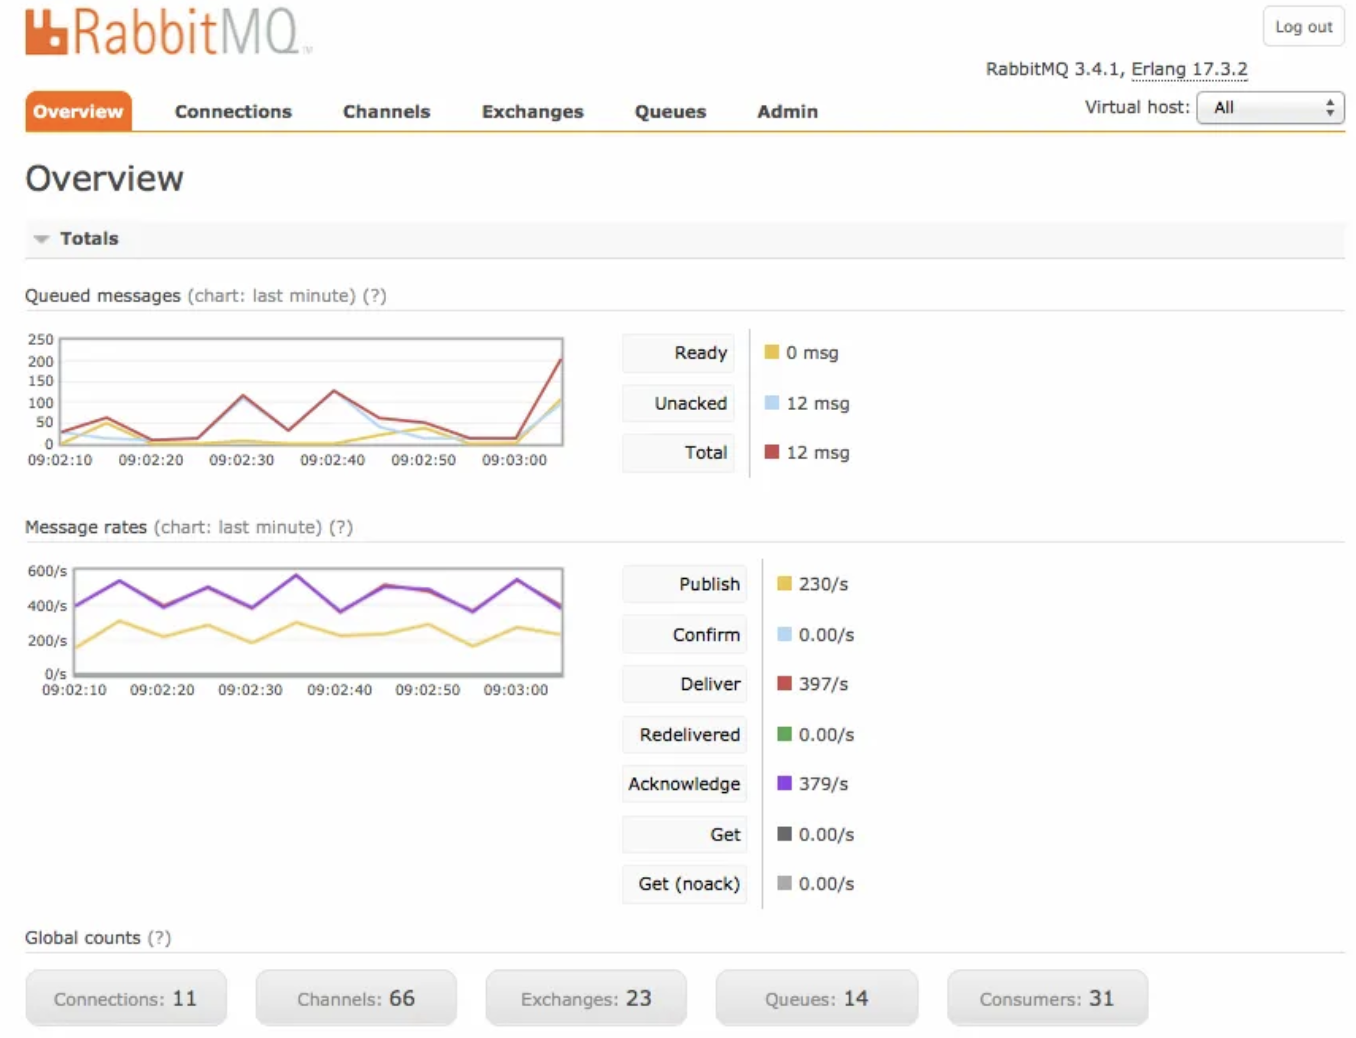 RabbitMQ
Log out
RabbitMQ 3.4.1, Erlang 17.3.2
Overview Connections Channels Exchanges Queues Admin Virtual host: All
Overview
Totals
Queued messages (chart: last minute) (?)
250
200
150
100
50
0
09:02:10 09:02:20 09:02:30 09:02:40 09:02:50 09:03:00
Ready 0 msg
Unacked 12 msg
Total 12 msg
Message rates (chart: last minute) (?)
600/s
400/s
200/s
0/s
09:02:10 09:02:20 09:02:30 09:02:40 09:02:50 09:03:00
Publish 230/s
Confirm 0.00/s
Deliver 397/s
Redelivered 0.00/s
Acknowledge 379/s
Get 0.00/s
Get (noack) 0.00/s
Global counts (?)
Connections: 11 Channels: 66 Exchanges: 23 Queues: 14 Consumers: 31